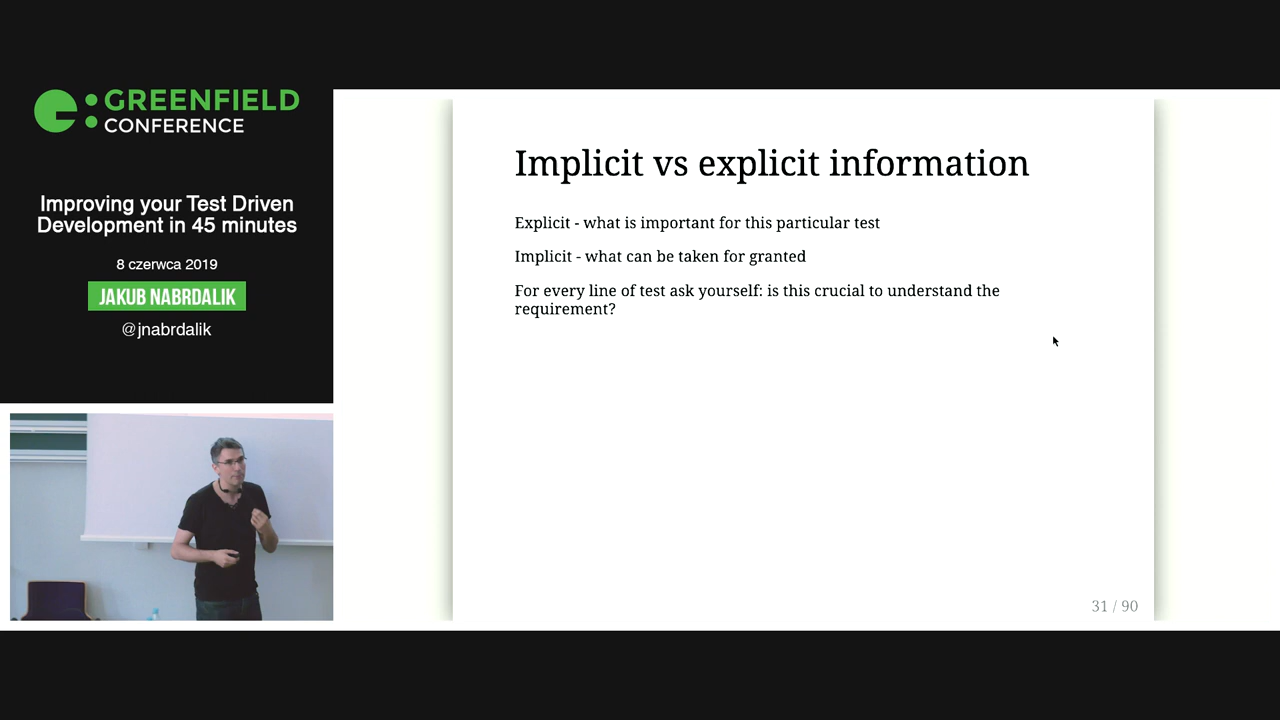 GREENFIELD
CONFERENCE
Improving your Test Driven
Development in 45 minutes
8 czerwca 2019
JAKUB NABRDALIK
@jnabrdalik
Implicit vs explicit information
Explicit - what is important for this particular test
Implicit - what can be taken for granted
For every line of test ask yourself: is this crucial to understand the
requirement?
31 / 90